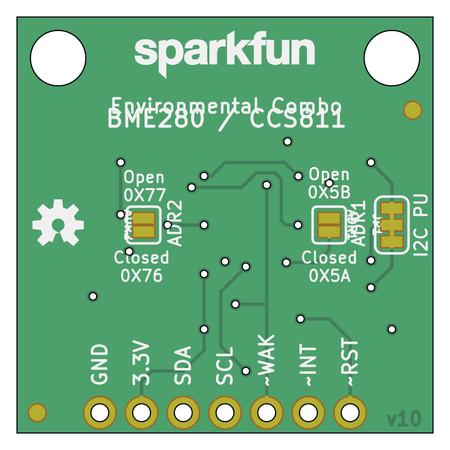 sparkfun
Environmental Combo
BME280 / CCS811
Open
0X77
ADR2
Closed
0X76
Open
0X5B
ADR1
Closed
0X5A
I2C PU
GND
3.3V
SDA
SCL
~WAK
~INT
~RST
v10